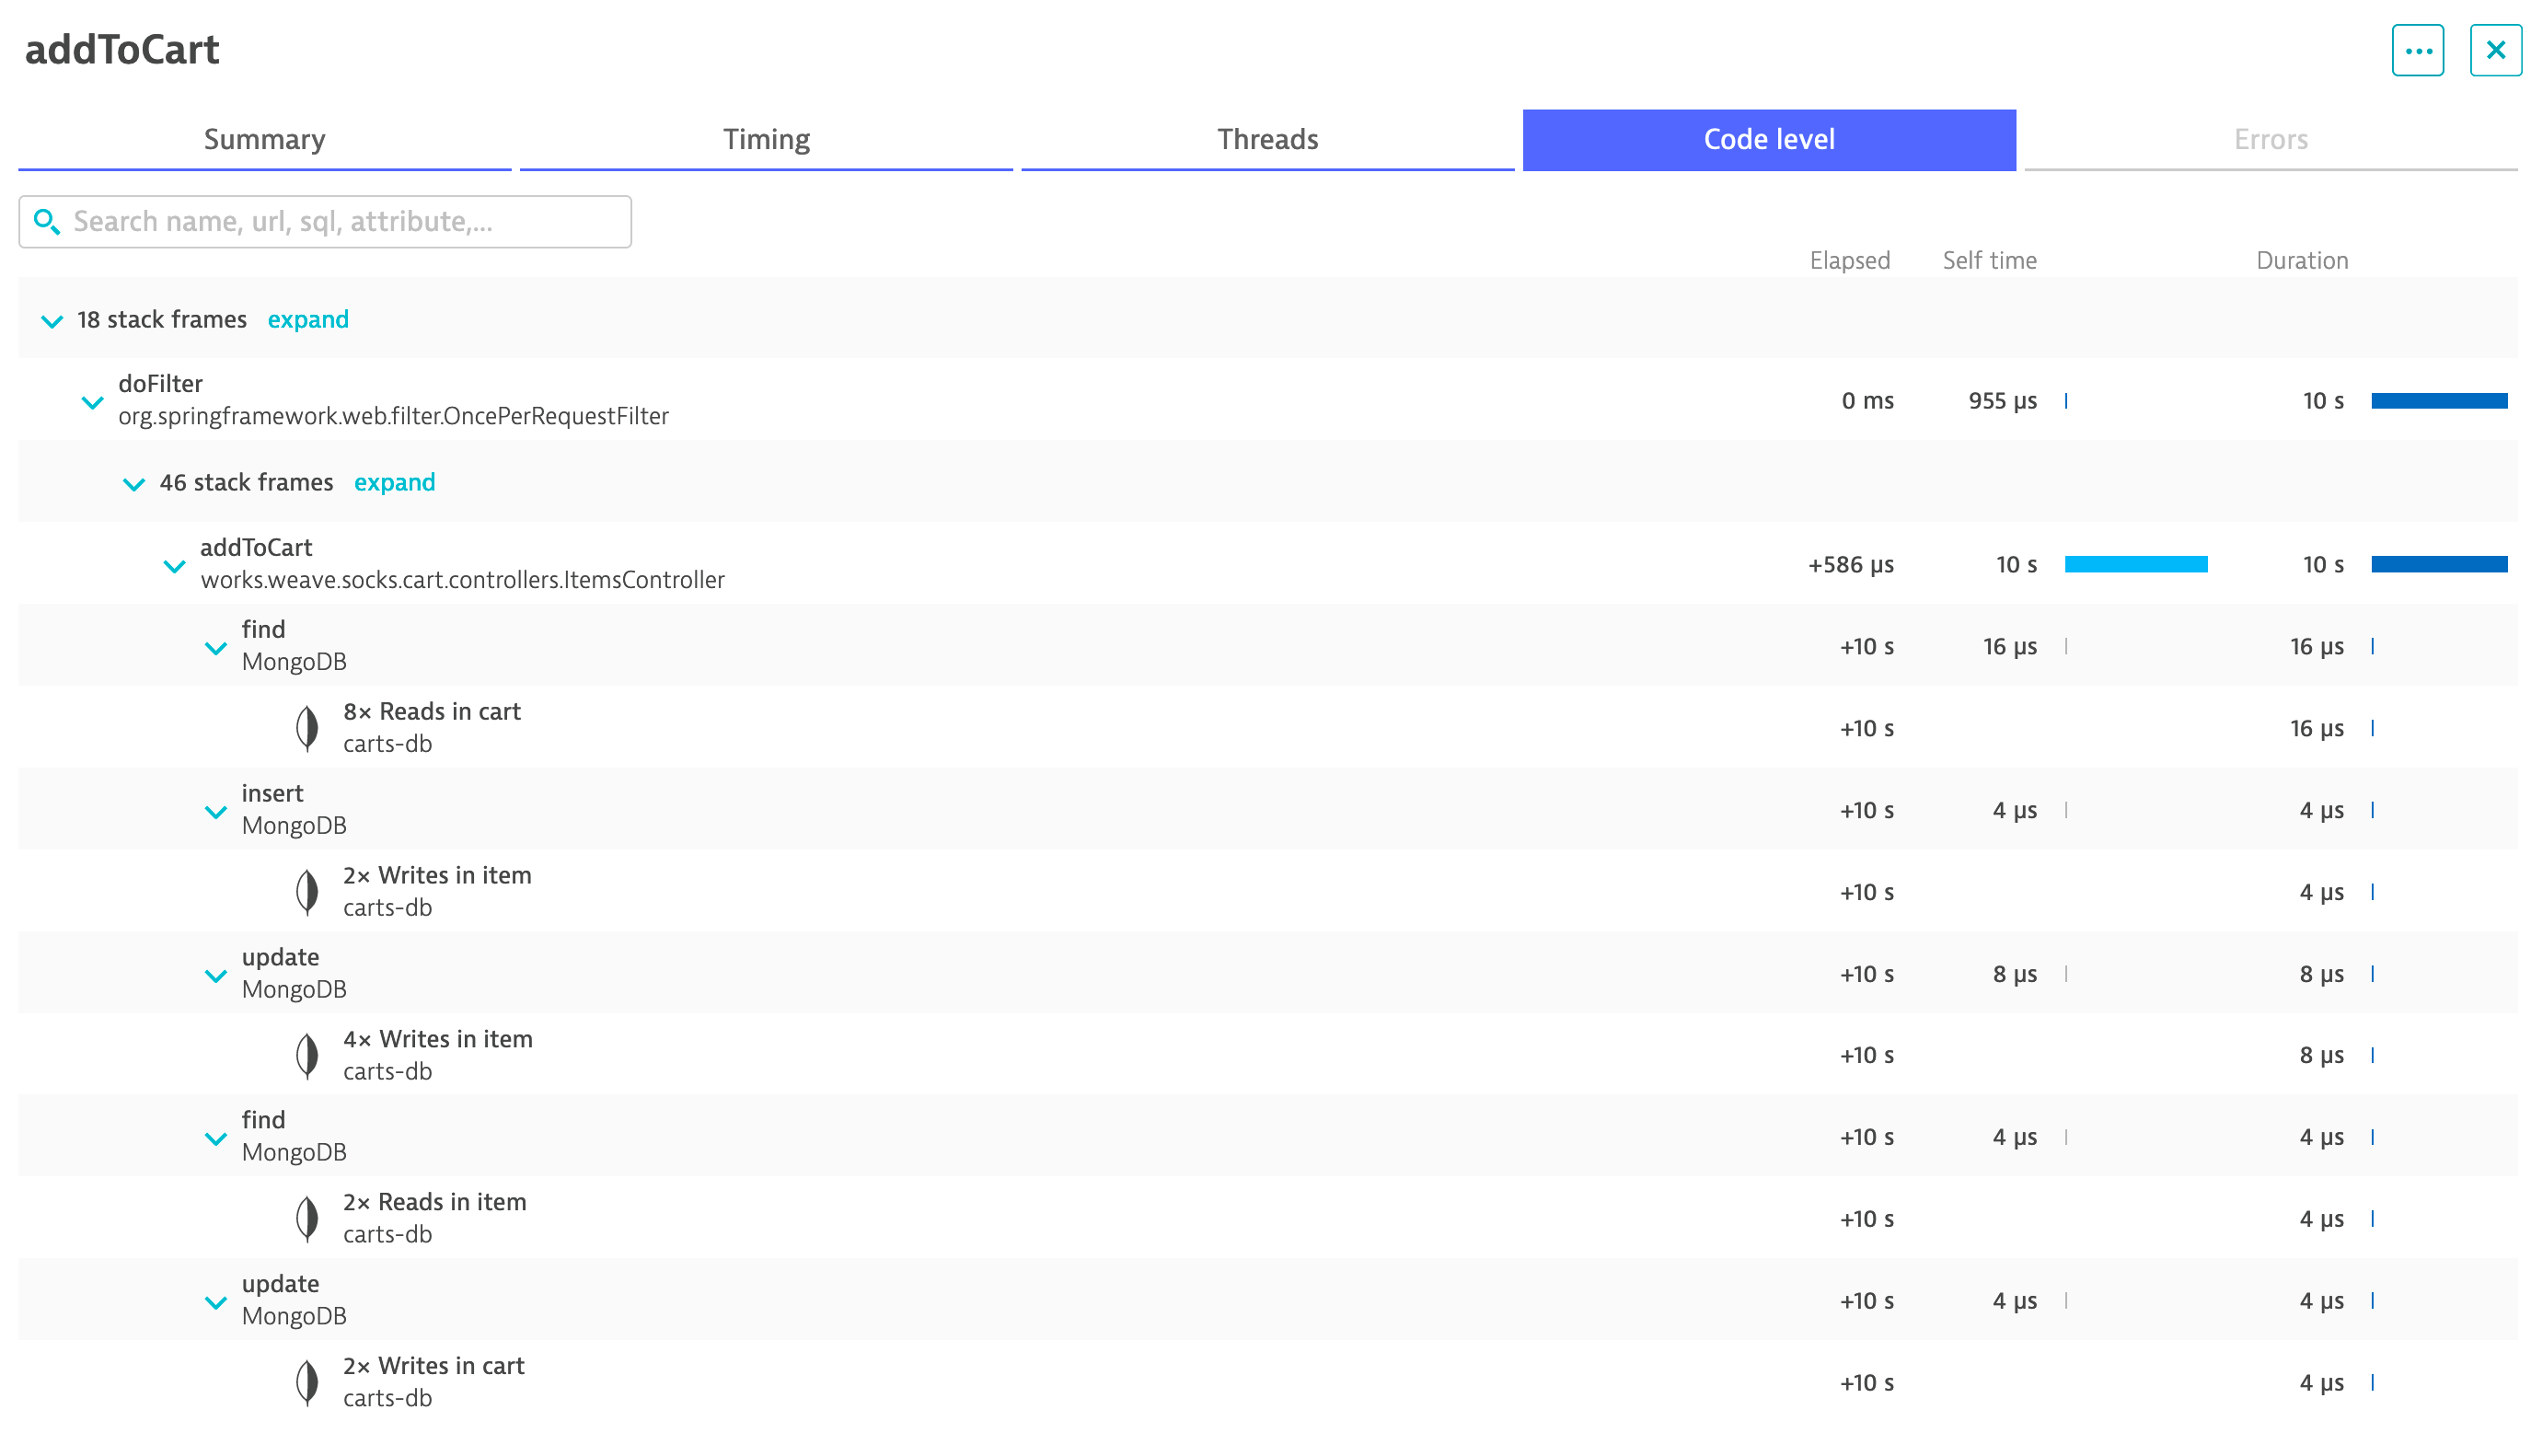 addToCart
Summary Timing Threads Code level Errors
Search name, url, sql, attribute,...
Elapsed Self time Duration
18 stack frames expand
doFilter
org.springframework.web.filter.OncePerRequestFilter
0 ms 955 µs 10 s
46 stack frames expand
addToCart
works.weave.socks.cart.controllers.ItemsController
+586 µs 10 s 10 s
find
MongoDB
+10 s 16 µs 16 µs
8× Reads in cart
carts-db
+10 s 16 µs
insert
MongoDB
+10 s 4 µs 4 µs
2× Writes in item
carts-db
+10 s 4 µs
update
MongoDB
+10 s 8 µs 8 µs
4× Writes in item
carts-db
+10 s 8 µs
find
MongoDB
+10 s 4 µs 4 µs
2× Reads in item
carts-db
+10 s 4 µs
update
MongoDB
+10 s 4 µs 4 µs
2× Writes in cart
carts-db
+10 s 4 µs